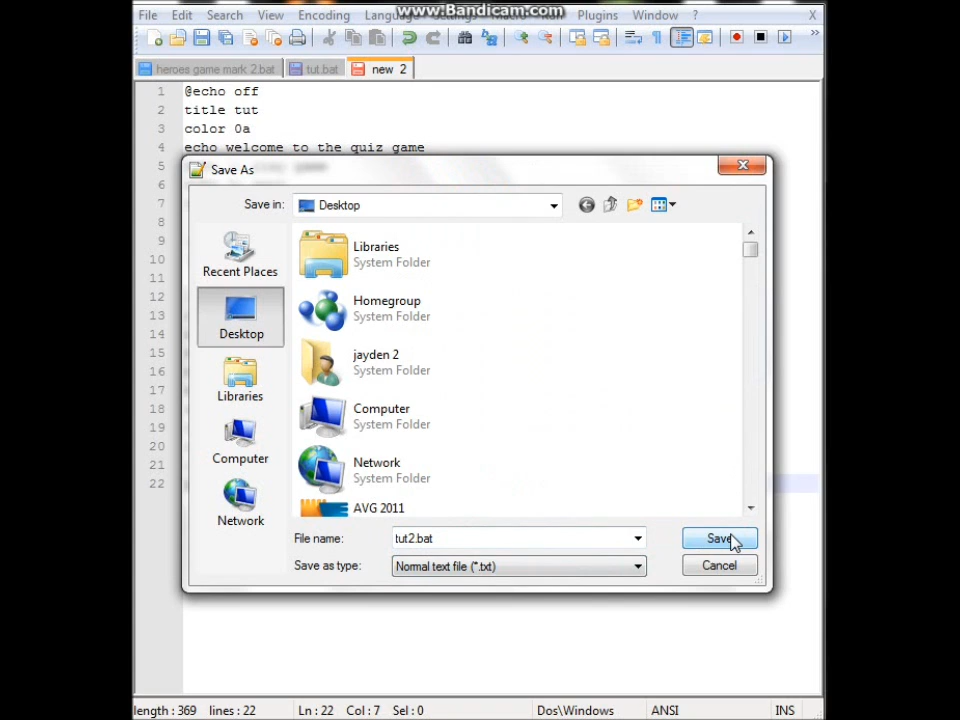 www.Bandicam.com
File Edit Search View Encoding Language Settings Macro Run Plugins Window ? X
heroes game mark 2.bat tut.bat new 2
1 @echo off
2 title tut
3 color 0a
4 echo welcome to the quiz game
5
6
7
8
9
10
11
12
13
14
15
16
17
18
19
20
21
22
Save As
Save in: Desktop
Recent Places
Desktop
Libraries
Computer
Network
Libraries
System Folder
Homegroup
System Folder
jayden 2
System Folder
Computer
System Folder
Network
System Folder
AVG 2011
File name: tut2.bat Save
Save as type: Normal text file (*.txt) Cancel
length : 369 lines : 22 Ln : 22 Col : 7 Sel : 0 Dos\Windows ANSI INS